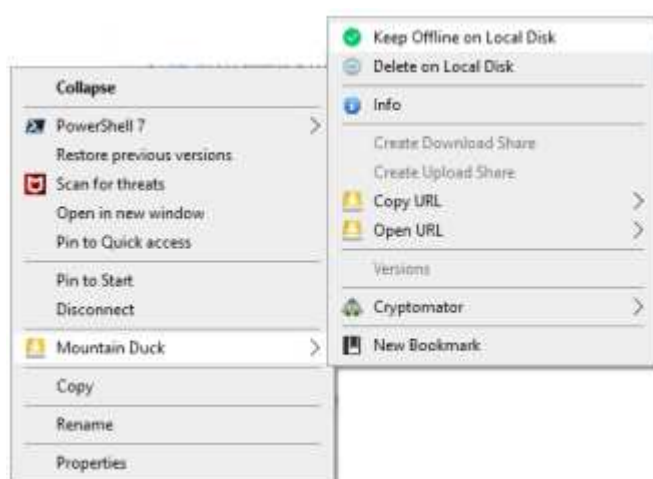 Collapse
PowerShell 7
Restore previous versions
Scan for threats
Open in new window
Pin to Quick access
Pin to Start
Disconnect
Mountain Duck
Copy
Rename
Properties
Keep Offline on Local Disk
Delete on Local Disk
Info
Create Download Share
Create Upload Share
Copy URL
Open URL
Versions
Cryptomator
New Bookmark